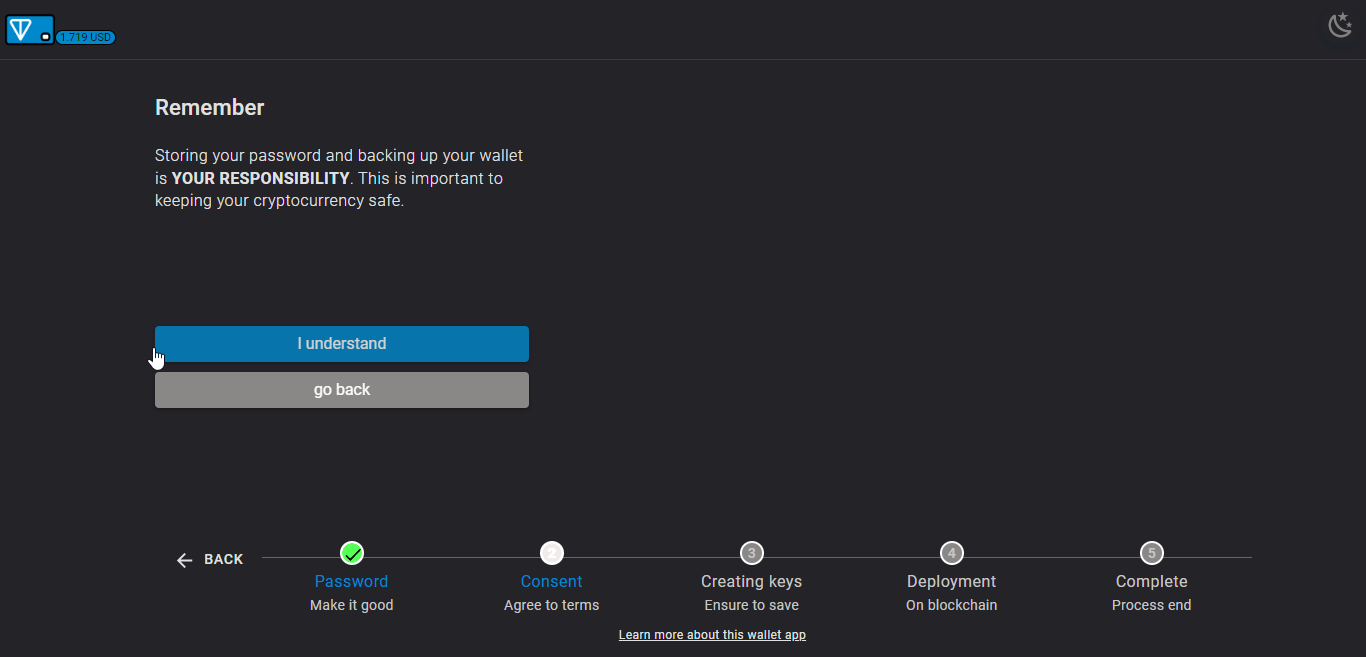 1.719 USD
Remember
Storing your password and backing up your wallet
is YOUR RESPONSIBILITY. This is important to
keeping your cryptocurrency safe.
I understand
go back
BACK
2
3
4
5
Password
Consent
Creating keys
Deployment
Complete
Make it good
Agree to terms
Ensure to save
On blockchain
Process end
Learn more about this wallet app